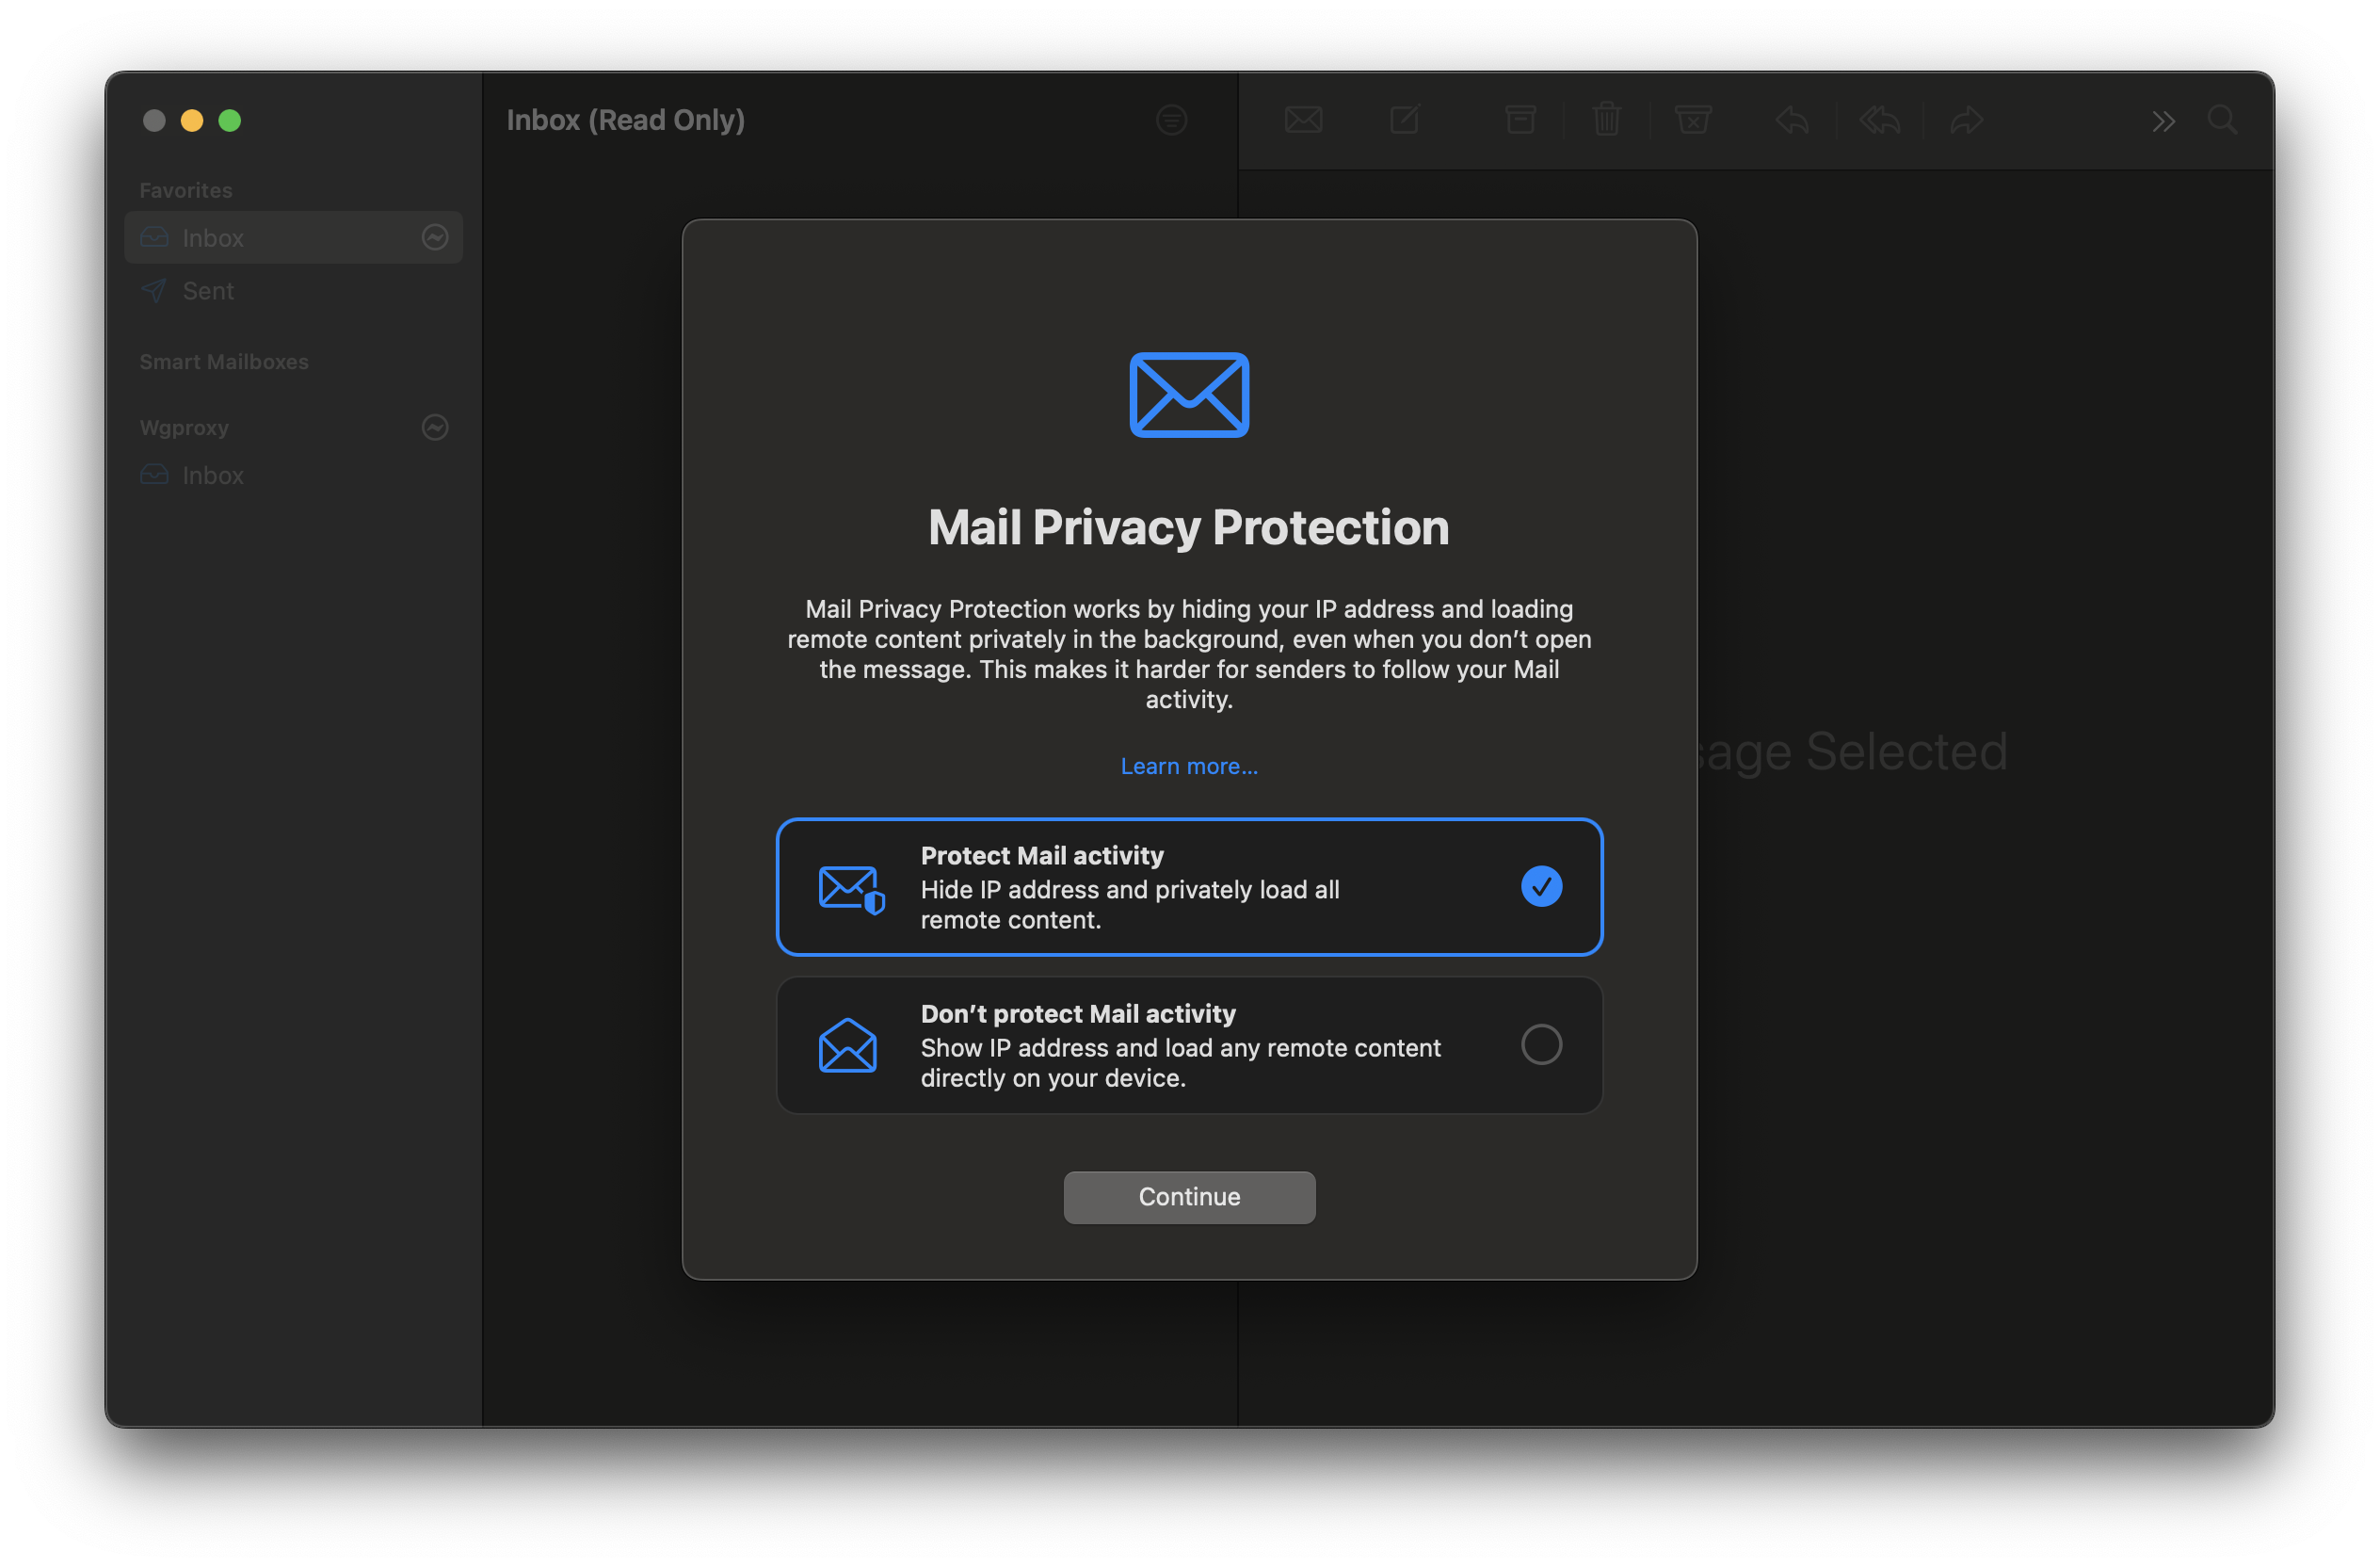 Inbox (Read Only)
Favorites
Inbox
Sent
Smart Mailboxes
Wgproxy
Inbox
Mail Privacy Protection
Mail Privacy Protection works by hiding your IP address and loading
remote content privately in the background, even when you don’t open
the message. This makes it harder for senders to follow your Mail
activity.
Learn more...
Protect Mail activity
Hide IP address and privately load all
remote content.
Don’t protect Mail activity
Show IP address and load any remote content
directly on your device.
Continue
sage Selected